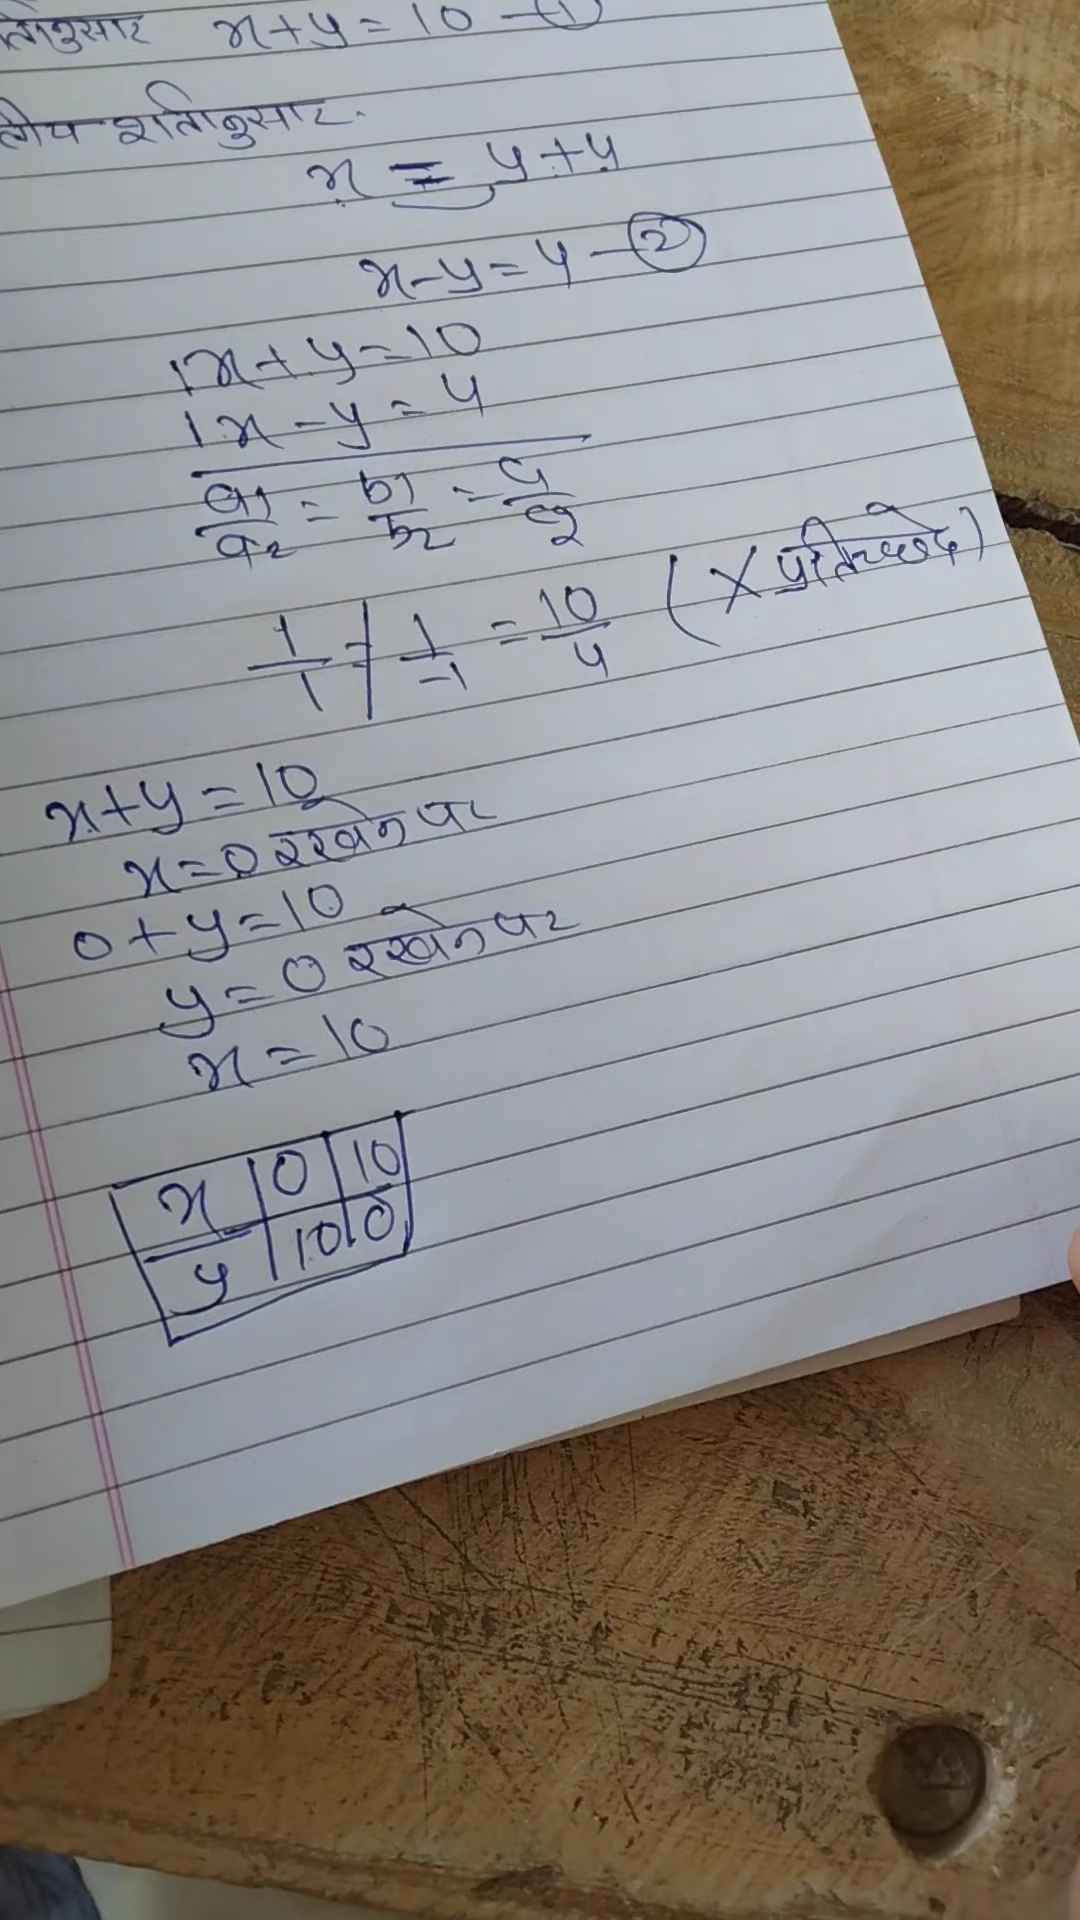 x+y=10 - 1
शर्तानुसार.
x = y+4
x-y=4 - 2
1x+y=10
1x-y=4
a1/a2 = b1/b2 = c1/c2
1/1 ≠ 1/-1 = 10/4 (X प्रतिच्छेद)
x+y=10
x=0 रखने पर
0+y=10
y=0 रखने पर
x=10
x | 0 | 10
y | 10 | 0